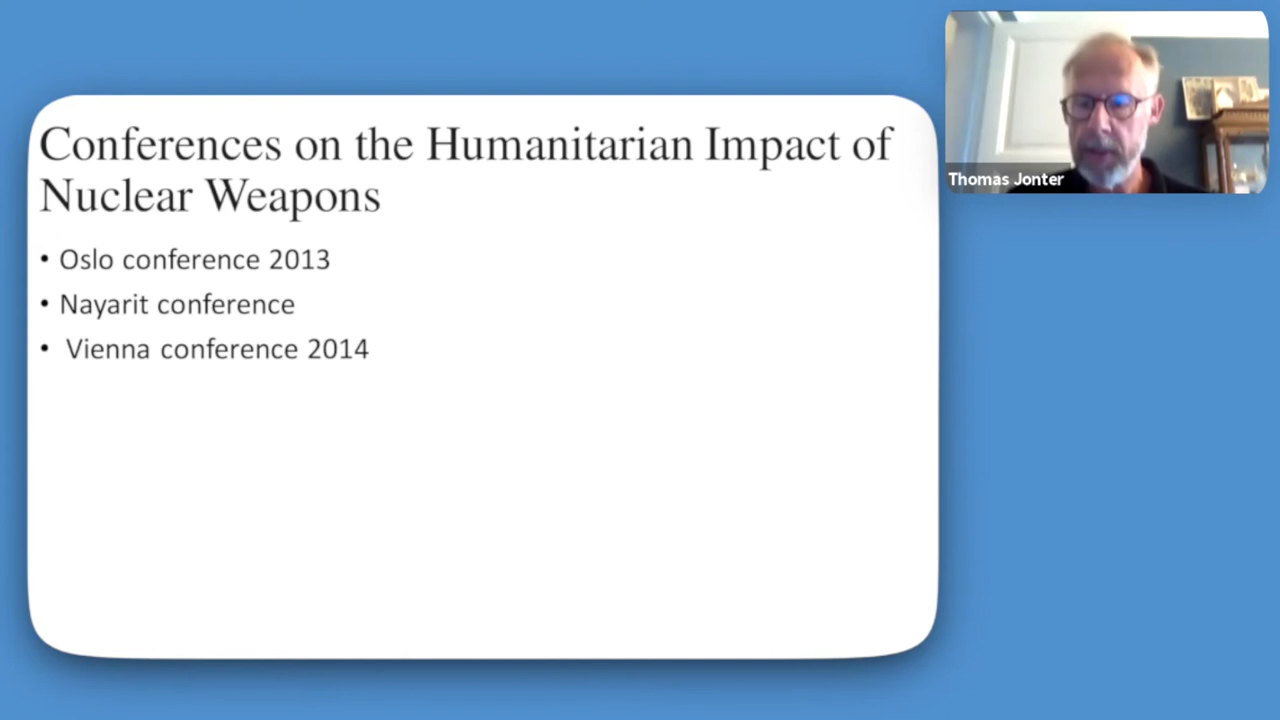 Conferences on the Humanitarian Impact of
Nuclear Weapons
• Oslo conference 2013
• Nayarit conference
• Vienna conference 2014
Thomas Jonter